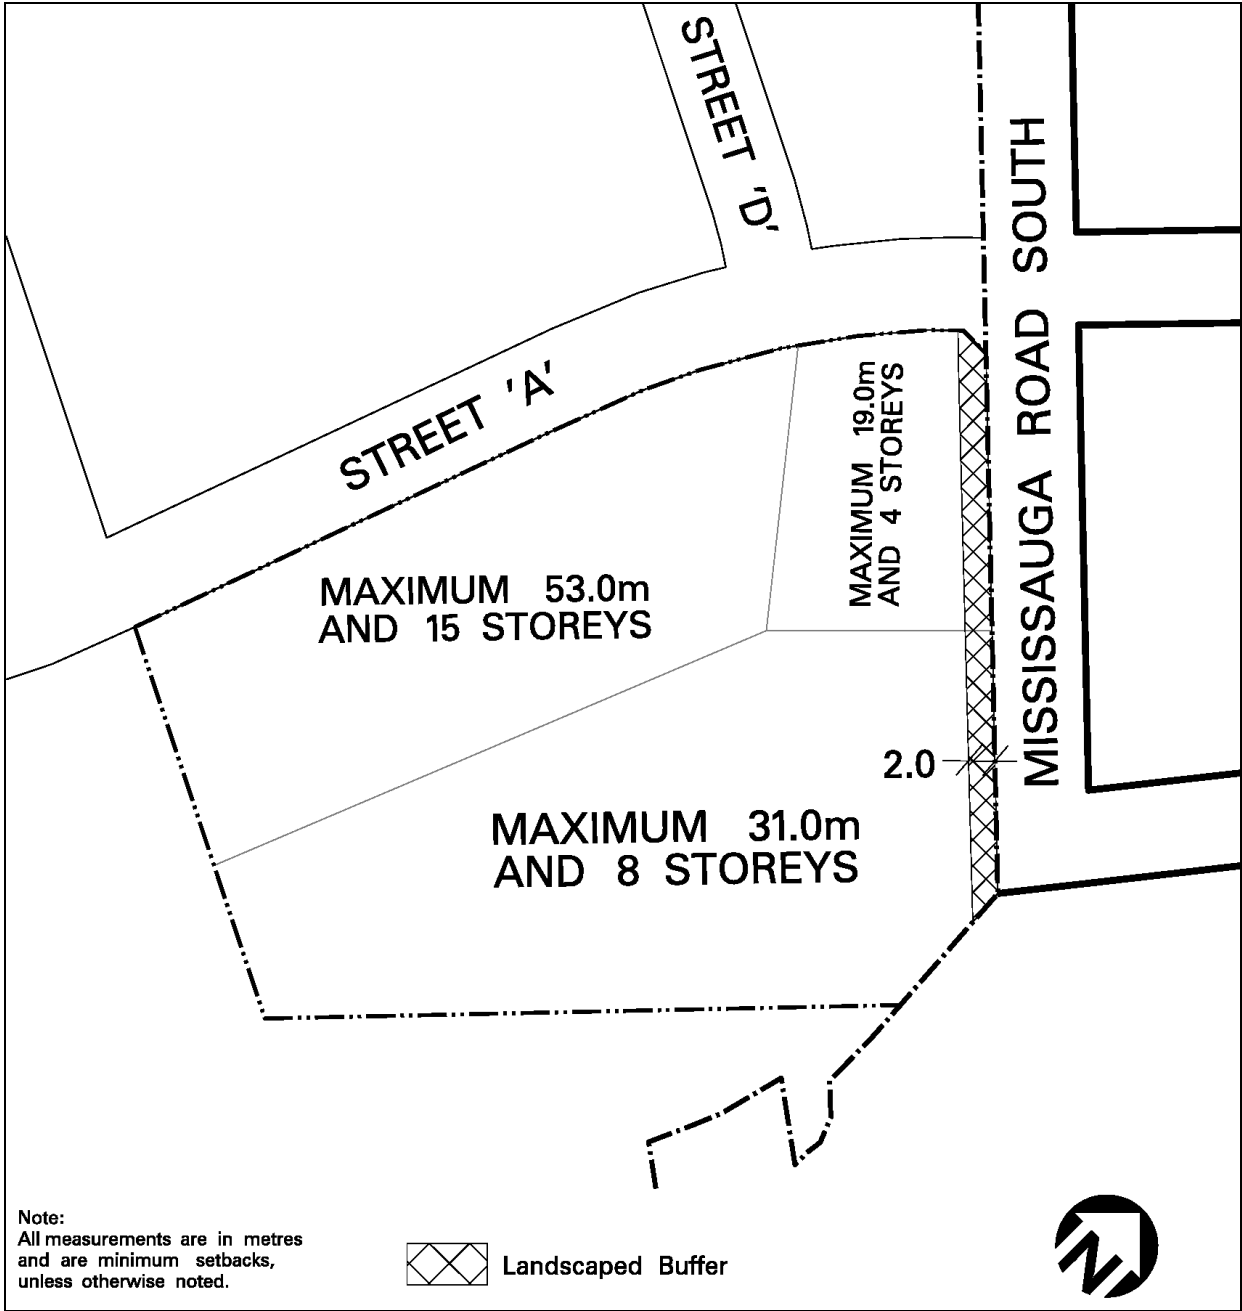 STREET 'D'
MISSISSAUGA ROAD SOUTH
STREET 'A'
MAXIMUM 19.0m
AND 4 STOREYS
MAXIMUM 53.0m
AND 15 STOREYS
2.0
MAXIMUM 31.0m
AND 8 STOREYS
Note:
All measurements are in metres
and are minimum setbacks,
unless otherwise noted.
Landscaped Buffer
N